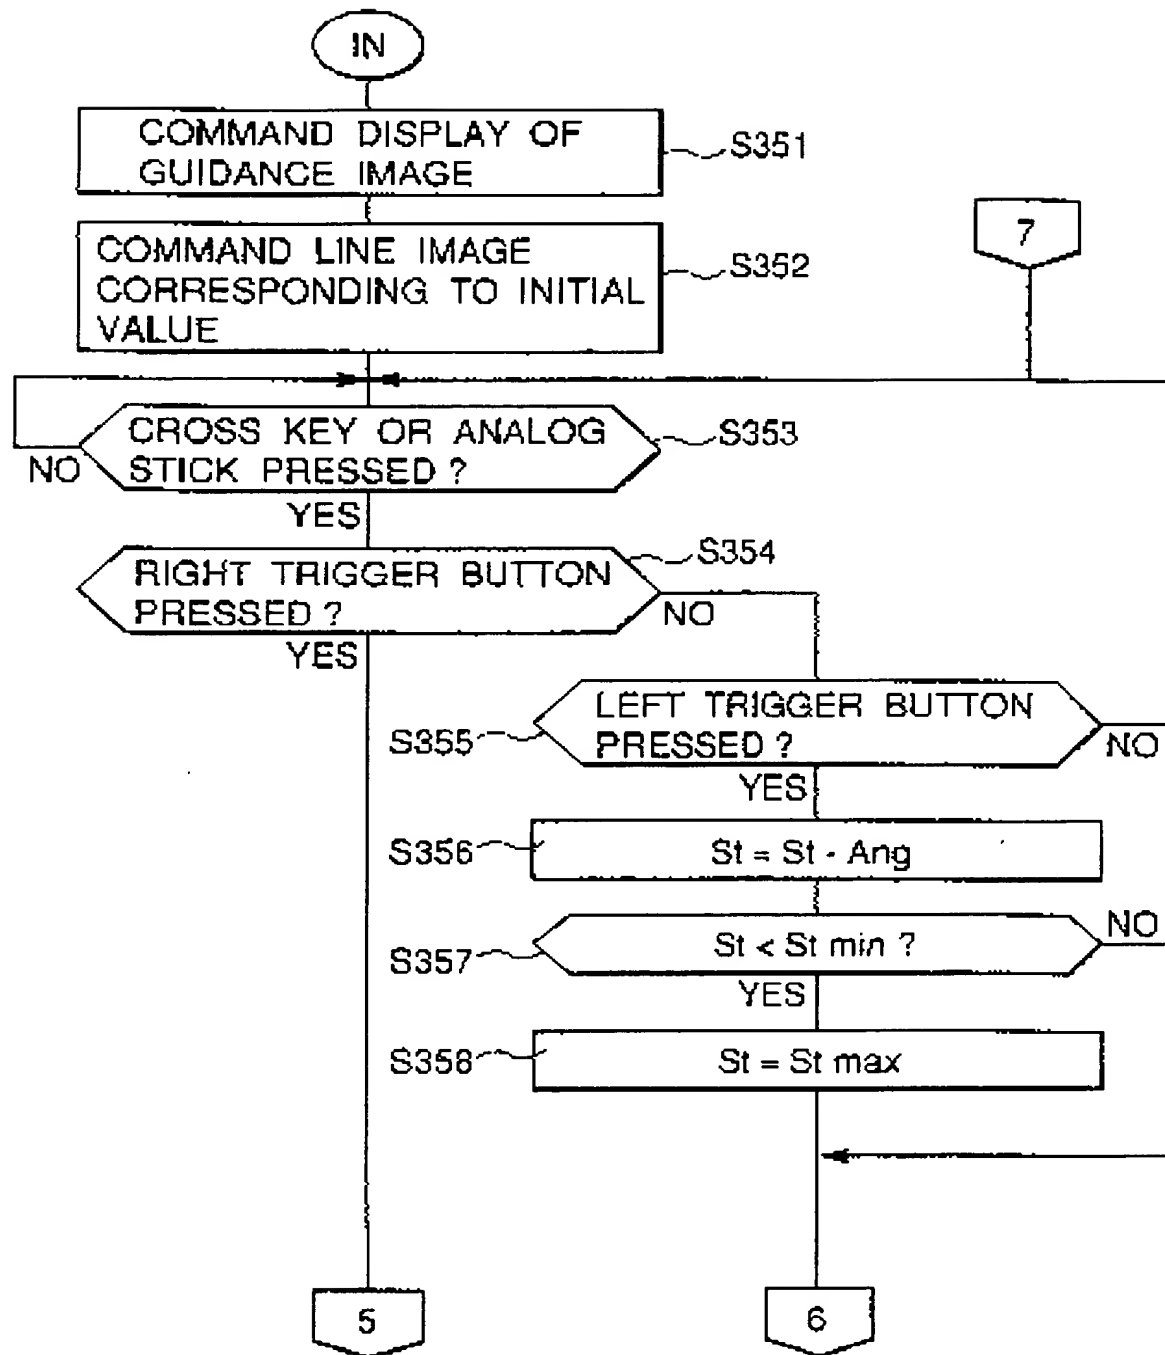 IN
COMMAND DISPLAY OF
GUIDANCE IMAGE
S351
7
COMMAND LINE IMAGE
CORRESPONDING TO INITIAL
VALUE
S352
CROSS KEY OR ANALOG
STICK PRESSED ?
S353
NO
YES
S354
RIGHT TRIGGER BUTTON
PRESSED ?
NO
YES
LEFT TRIGGER BUTTON
PRESSED ?
S355
NO
YES
S356
St = St - Ang
NO
S357
St < St min ?
YES
S358
St = St max
5
6